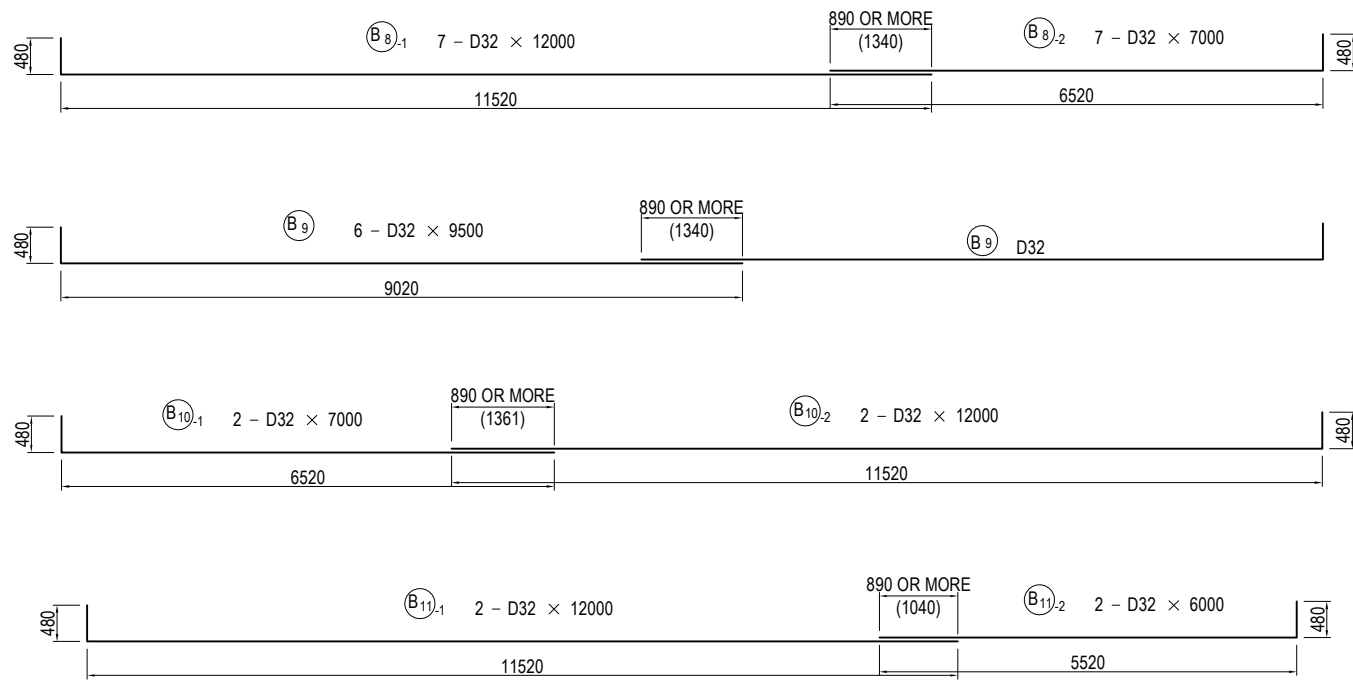 890 OR MORE
B8-1 7 – D32 × 12000
(1340)
B8-2 7 – D32 × 7000
480
480
11520
6520
890 OR MORE
B9 6 – D32 × 9500
(1340)
B9 D32
480
9020
890 OR MORE
B10-1 2 – D32 × 7000
(1361)
B10-2 2 – D32 × 12000
480
480
6520
11520
890 OR MORE
B11-1 2 – D32 × 12000
(1040)
B11-2 2 – D32 × 6000
480
480
11520
5520